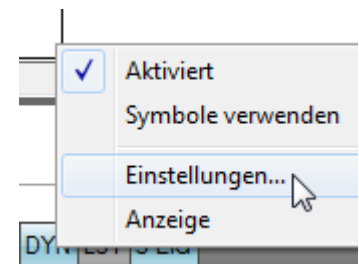 Aktiviert
Symbole verwenden
Einstellungen...
Anzeige
DYN